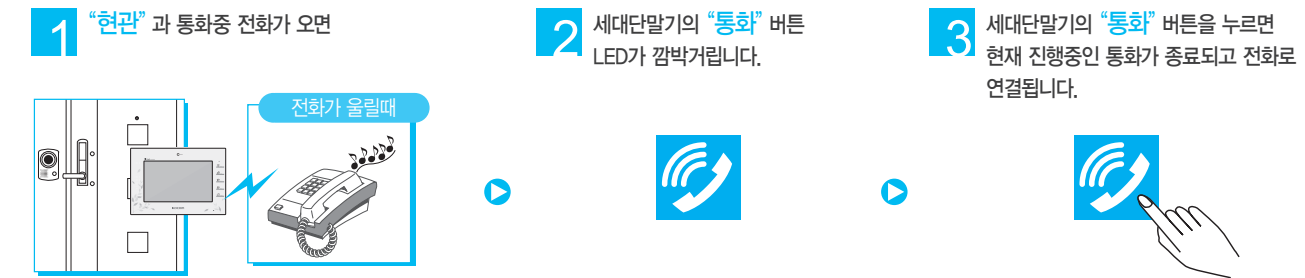 1 “현관” 과 통화중 전화가 오면
전화가 울릴때
2 세대단말기의 “통화” 버튼
LED가 깜박거립니다.
3 세대단말기의 “통화” 버튼을 누르면
현재 진행중인 통화가 종료되고 전화로
연결됩니다.